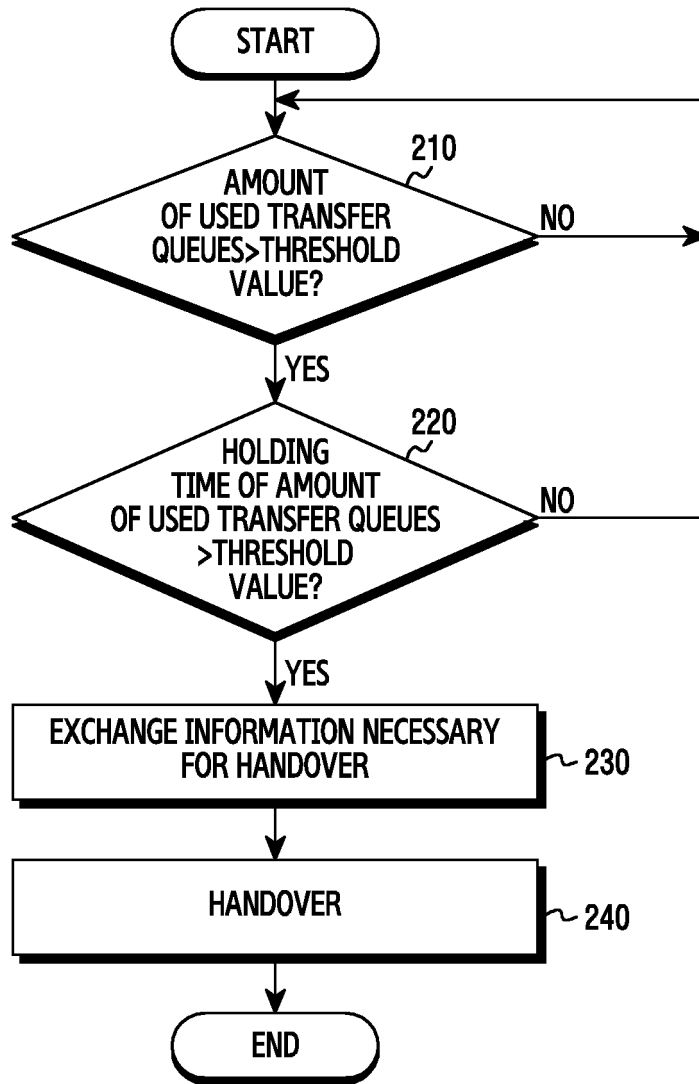 START
210
AMOUNT
OF USED TRANSFER
QUEUES>THRESHOLD
VALUE?
NO
YES
220
HOLDING
TIME OF AMOUNT
OF USED TRANSFER QUEUES
>THRESHOLD
VALUE?
NO
YES
EXCHANGE INFORMATION NECESSARY
FOR HANDOVER
230
HANDOVER
240
END